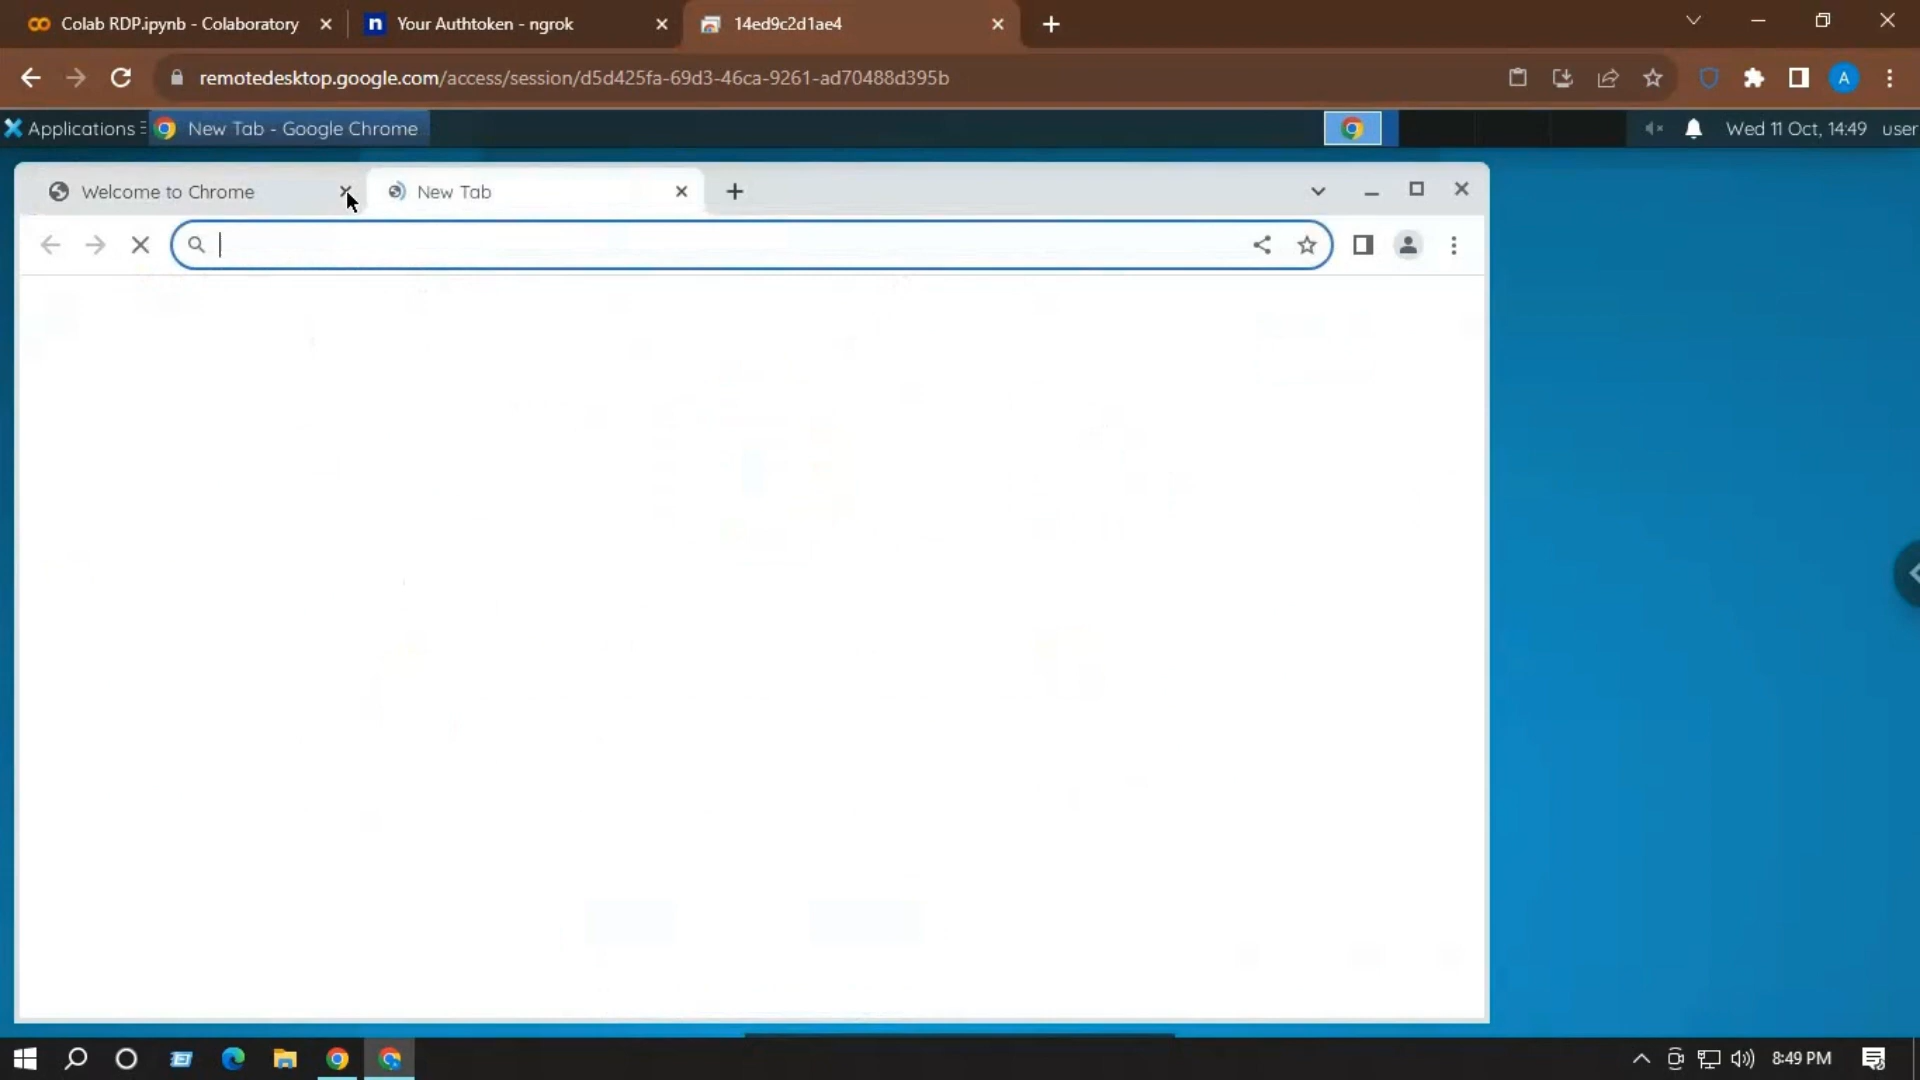 Colab RDP.ipynb - Colaboratory
n Your Authtoken - ngrok
14ed9c2d1ae4
remotedesktop.google.com/access/session/d5d425fa-69d3-46ca-9261-ad70488d395b
A
Applications
New Tab - Google Chrome
Wed 11 Oct, 14:49 user
Welcome to Chrome
New Tab
8:49 PM